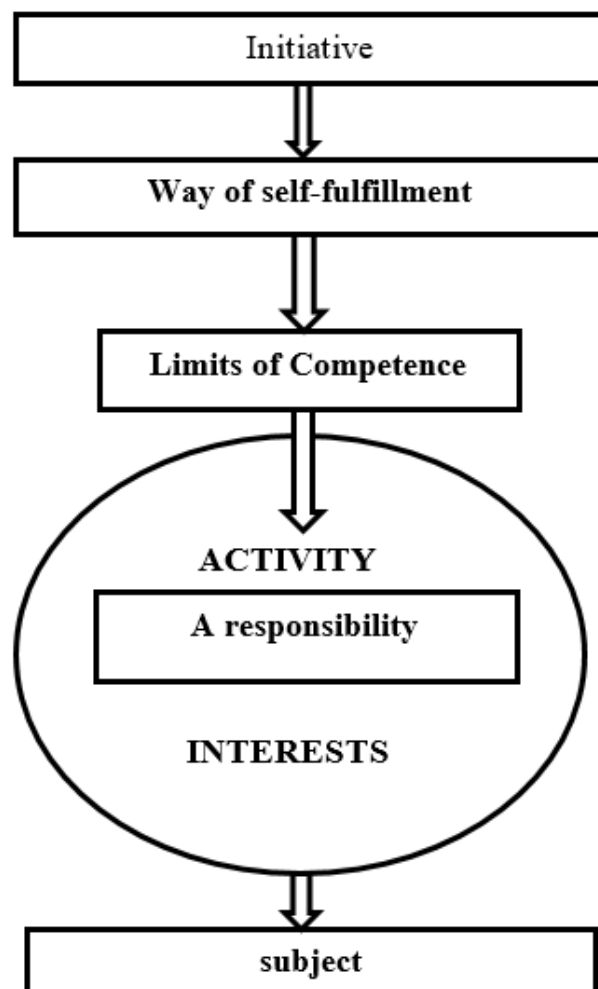 Initiative
Way of self-fulfillment
Limits of Competence
ACTIVITY
A responsibility
INTERESTS
subject